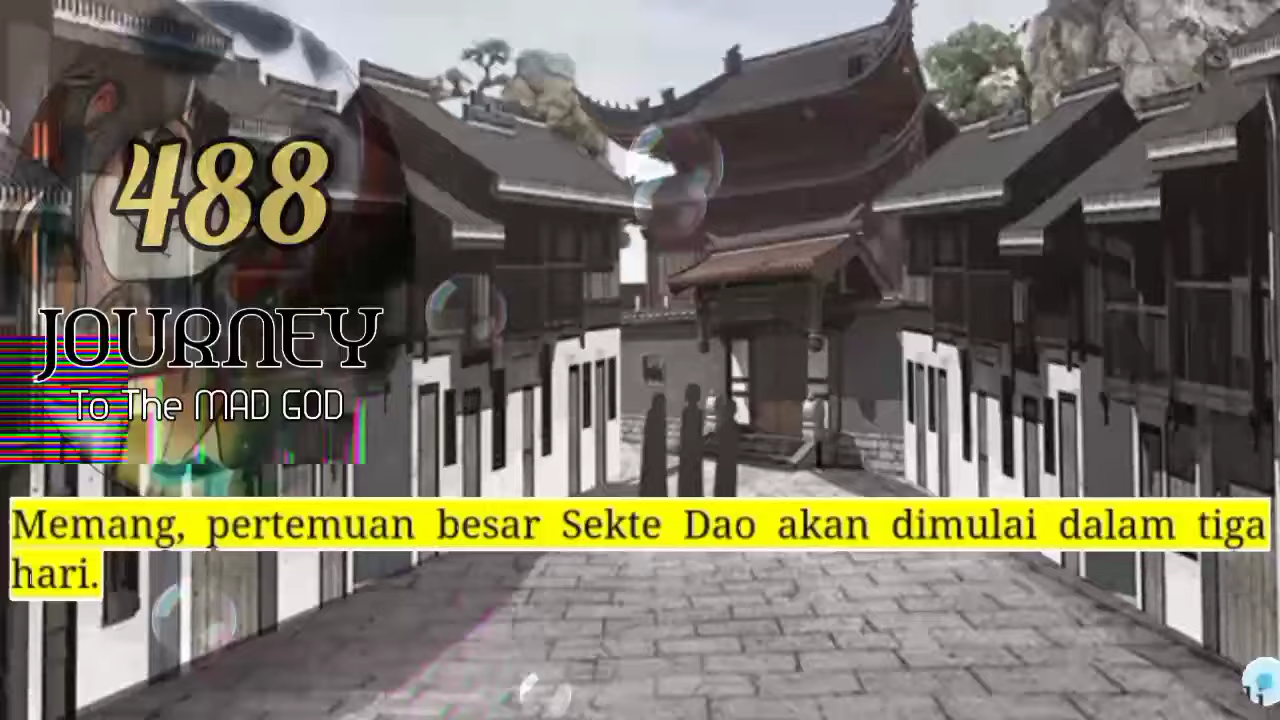 488
JOURNEY
To The MAD GOD
Memang, pertemuan besar Sekte Dao akan dimulai dalam tiga
hari.